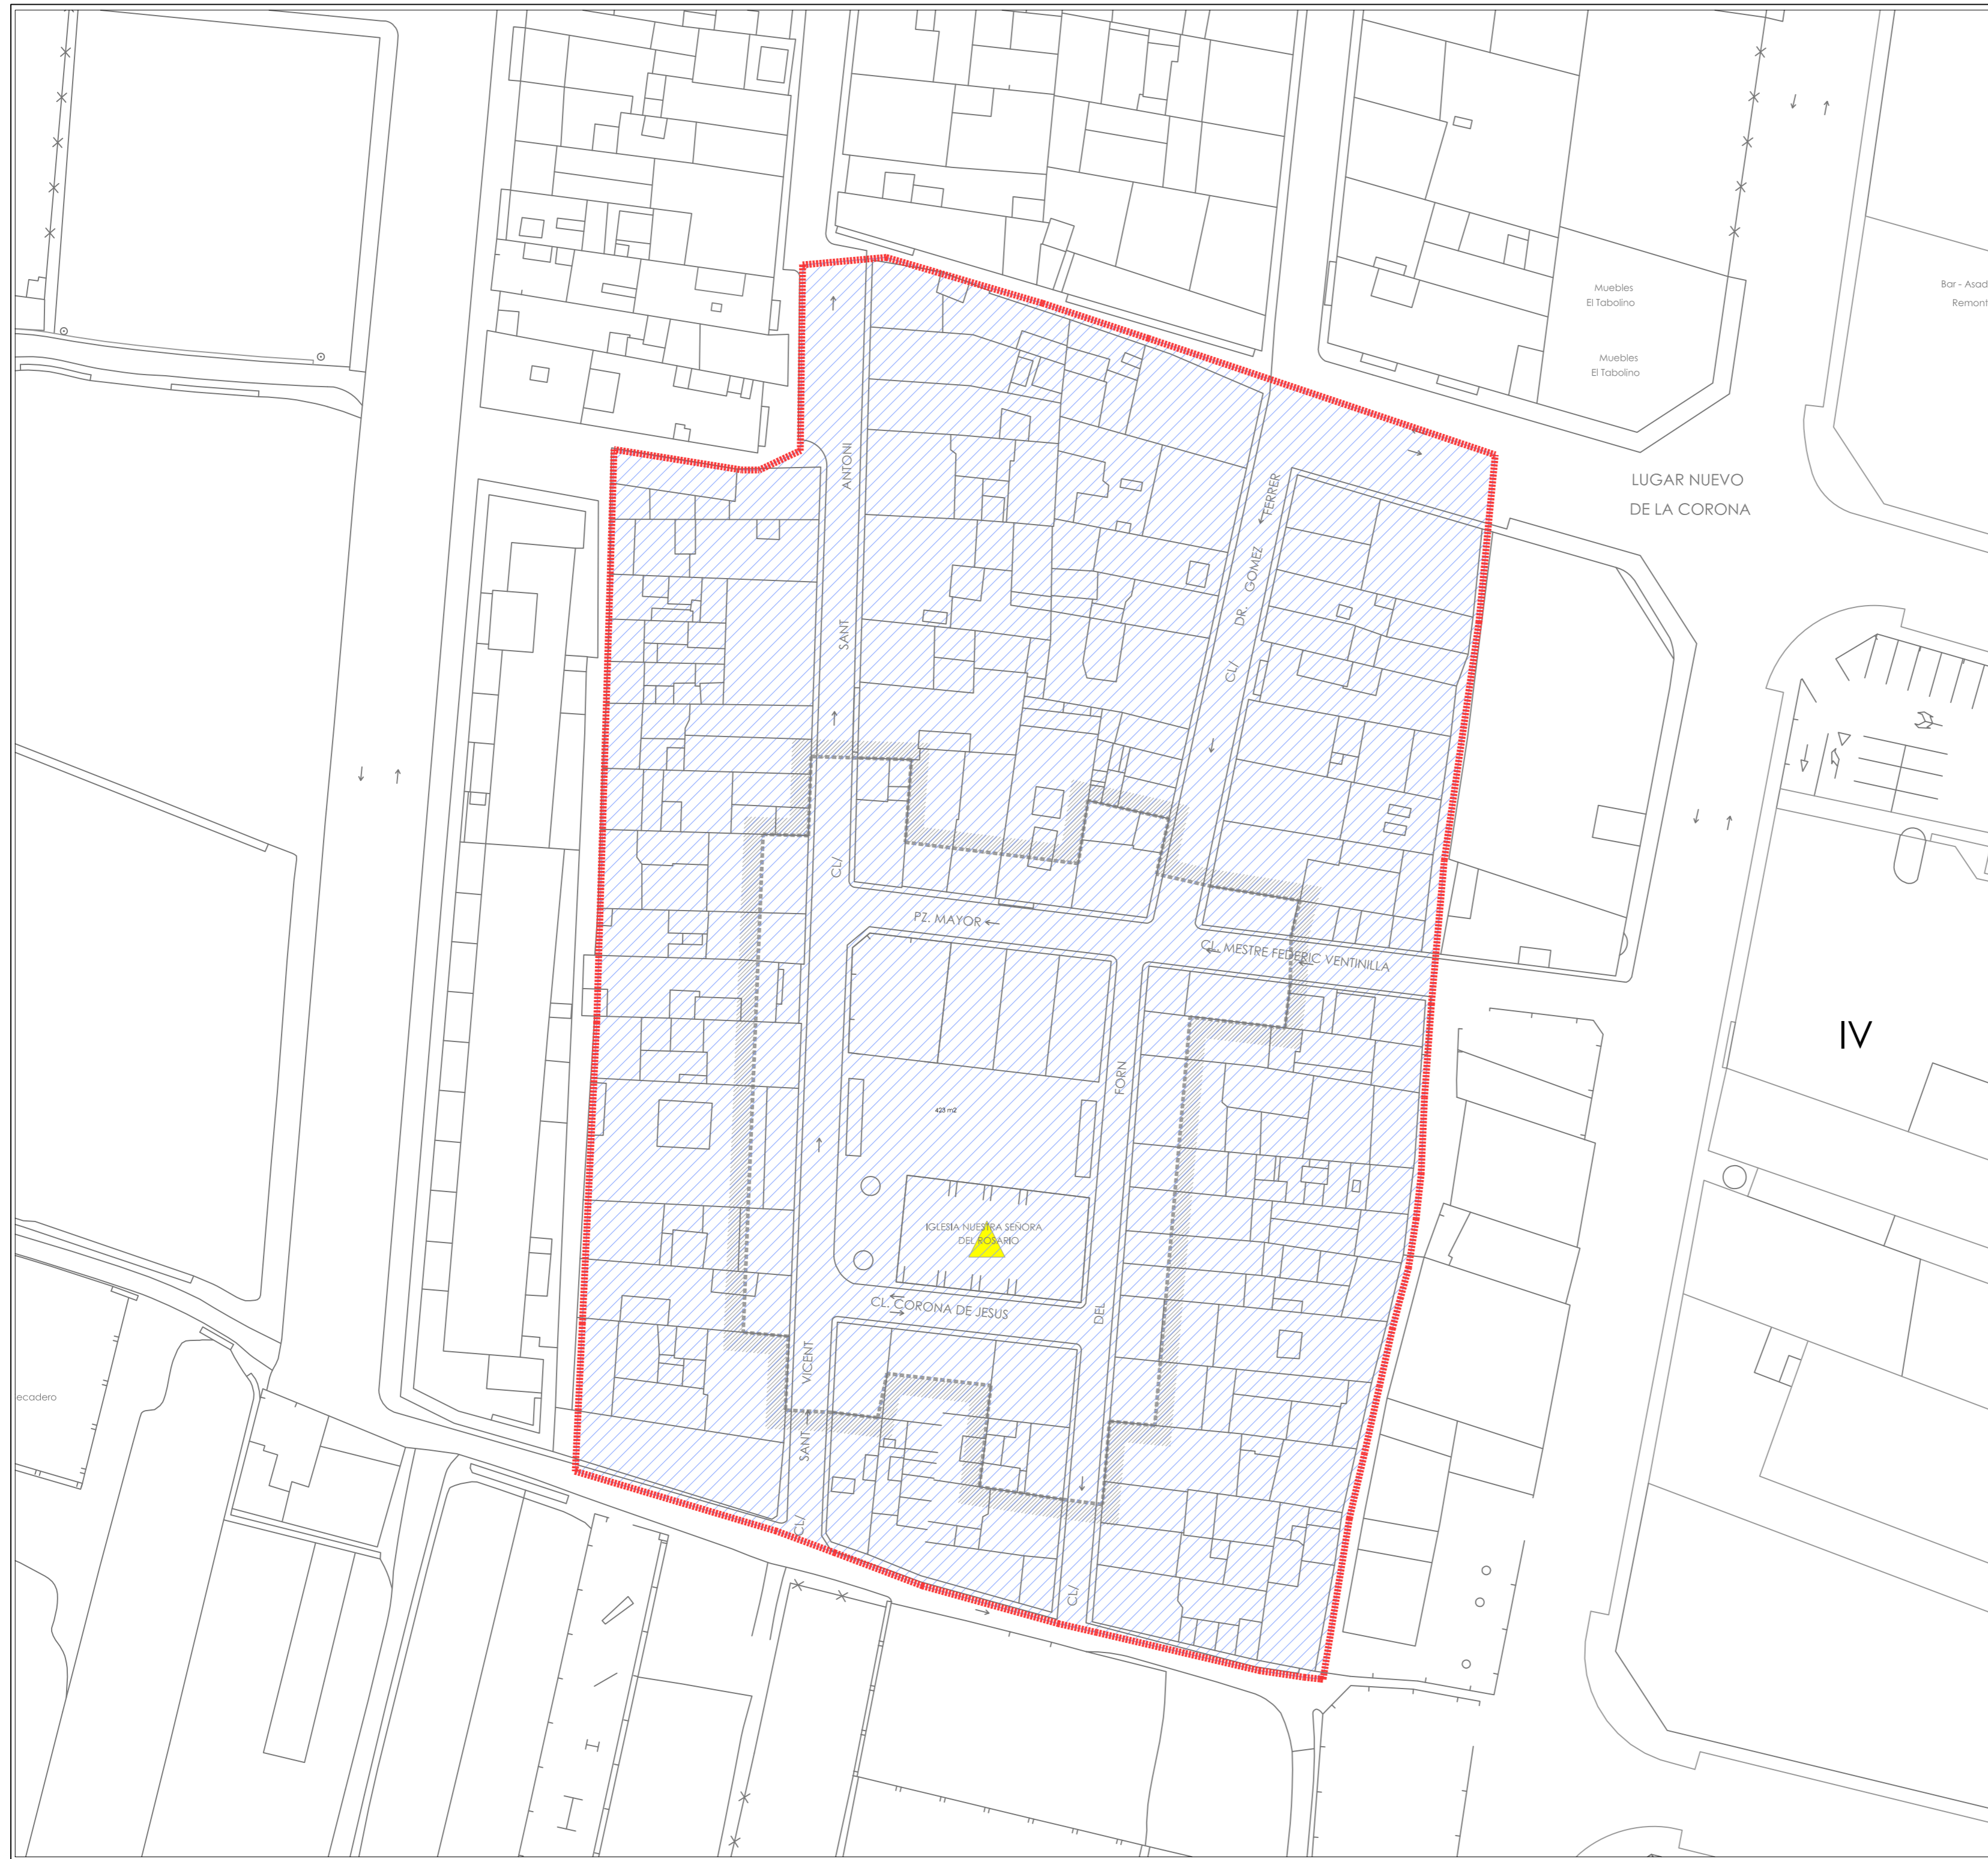 Muebles
El Tabolino
Bar - Asad
Remont
Muebles
El Tabolino
LUGAR NUEVO
DE LA CORONA
CL/ SANT ANTONI
CL/ DR. GOMEZ FERRER
PZ. MAYOR
CL. MESTRE FEDERIC VENTINILLA
IV
CL/ DEL FORN
423 m2
IGLESIA NUESTRA SEÑORA
DEL ROSARIO
CL. CORONA DE JESUS
CL/ SANT VICENT
ecadero